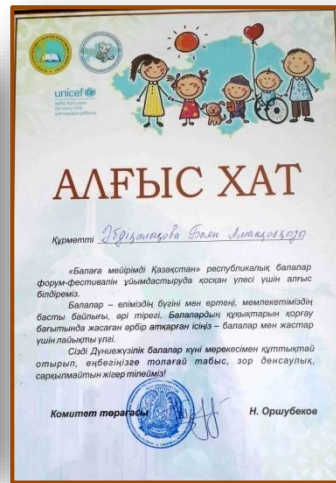 unicef
АЛҒЫС ХАТ
Құрметті Әбдіқалықова Баян
«Балаға мейірімді Қазақстан» республикалық балалар
форум-фестивалін ұйымдастыруда қосқан үлесі үшін алғыс
білдіреміз.
Балалар – еліміздің бүгіні мен ертеңі, мемлекетіміздің
басты байлығы, әрі тірегі. Балалардың құқықтарын қорғау
бағытында жасаған әрбір атқарған ісіңіз – балалар мен жастар
үшін лайықты үлгі.
Сізді Дүниежүзілік балалар күні мерекесімен құттықтай
отырып, еңбегіңізге толағай табыс, зор денсаулық,
сарқылмайтын жігер тілейміз!
Комитет төрағасы Н. Оршубеков